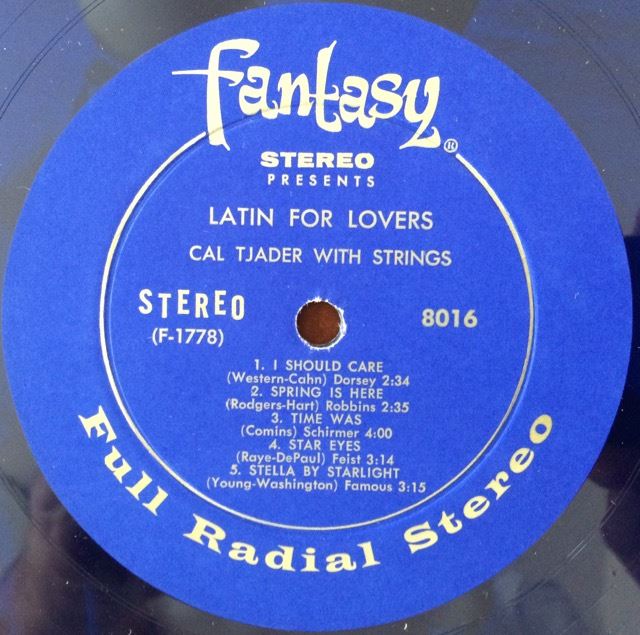 fantasy®
STEREO
PRESENTS
LATIN FOR LOVERS
CAL TJADER WITH STRINGS
STEREO
(F-1778)
8016
1. I SHOULD CARE
(Western-Cahn) Dorsey 2:34
2. SPRING IS HERE
(Rodgers-Hart) Robbins 2:35
3. TIME WAS
(Comins) Schirmer 4:00
4. STAR EYES
(Raye-DePaul) Feist 3:14
5. STELLA BY STARLIGHT
(Young-Washington) Famous 3:15
Full Radial Stereo